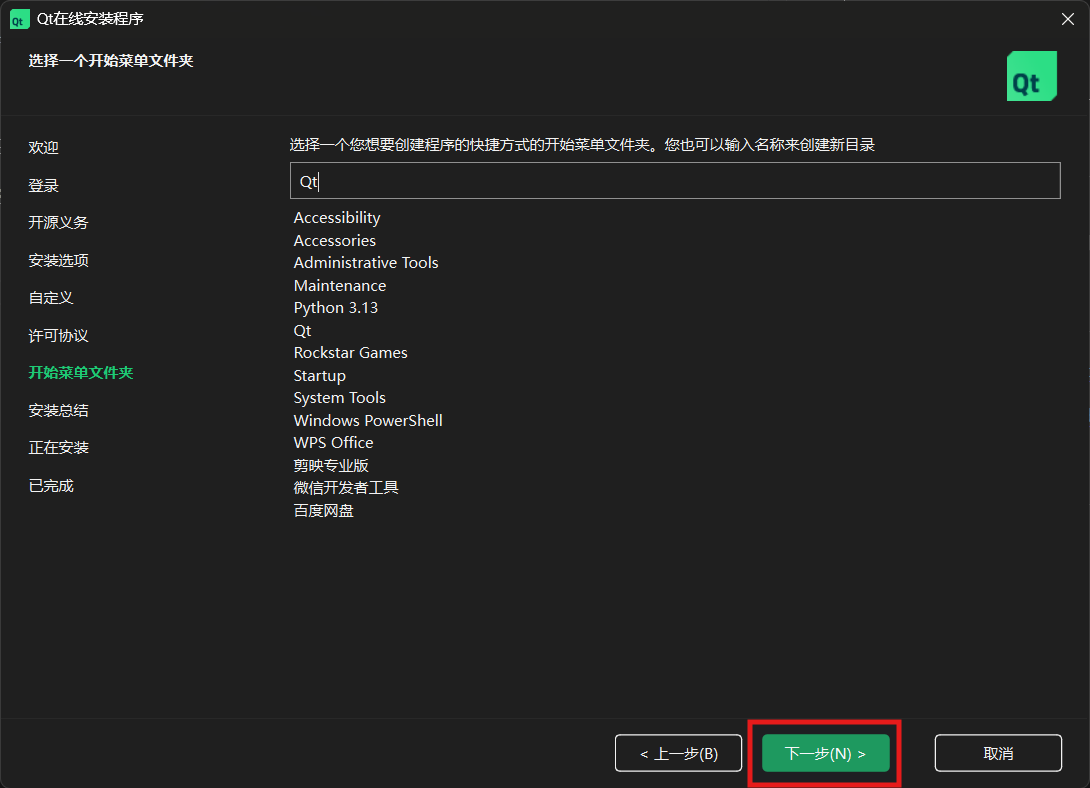 Qt在线安装程序
选择一个开始菜单文件夹
Qt
欢迎
登录
开源义务
安装选项
自定义
许可协议
开始菜单文件夹
安装总结
正在安装
已完成
选择一个您想要创建程序的快捷方式的开始菜单文件夹。您也可以输入名称来创建新目录
Qt
Accessibility
Accessories
Administrative Tools
Maintenance
Python 3.13
Qt
Rockstar Games
Startup
System Tools
Windows PowerShell
WPS Office
剪映专业版
微信开发者工具
百度网盘
< 上一步(B)
下一步(N) >
取消